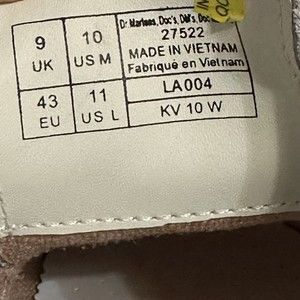 9 10 Dr. Martens, Doc's, DM's, Doc
UK US M 27522
MADE IN VIETNAM
Fabriqué en Vietnam
43 11 LA004
EU US L KV 10 W